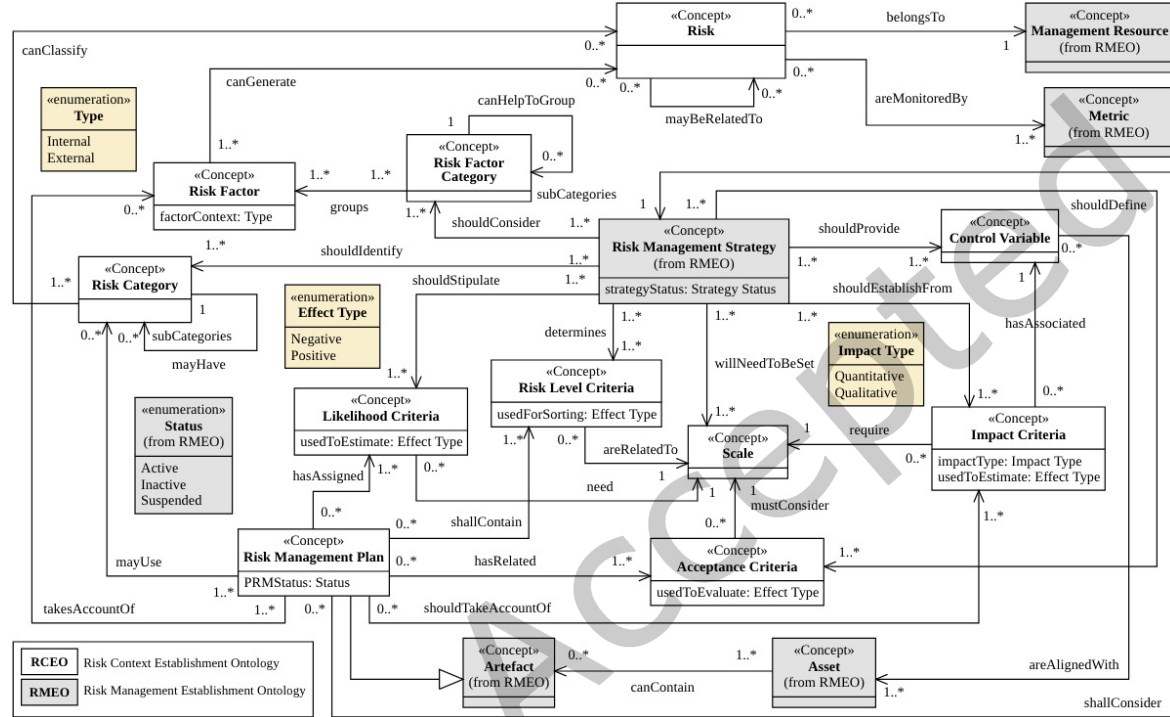 «Concept»
Risk
0..*
belongsTo
«Concept»
Management Resource
(from RMEO)
1
canClassify
0..*
canGenerate
0..*
0..*
0..*
0..*
mayBeRelatedTo
areMonitoredBy
«Concept»
Metric
(from RMEO)
1..*
«enumeration»
Type
Internal
External
canHelpToGroup
1
«Concept»
Risk Factor
Category
0..*
subCategories
1..*
«Concept»
Risk Factor
factorContext: Type
0..*
1..*
groups
1..*
1..*
shouldConsider
1..*
1
1..*
shouldDefine
«Concept»
Risk Management Strategy
(from RMEO)
strategyStatus: Strategy Status
shouldProvide
1..*
1..*
«Concept»
Control Variable
0..*
1..*
shouldIdentify
1..*
«Concept»
Risk Category
1..*
1
shouldStipulate
1..*
shouldEstablishFrom
1..*
1
hasAssociated
subCategories
0..*
0..*
mayHave
«enumeration»
Effect Type
Negative
Positive
determines
1..*
1..*
1..*
willNeedToBeSet
1..*
«enumeration»
Impact Type
Quantitative
Qualitative
0..*
1..*
1..*
«Concept»
Likelihood Criteria
usedToEstimate: Effect Type
«Concept»
Risk Level Criteria
usedForSorting: Effect Type
«enumeration»
Status
(from RMEO)
Active
Inactive
Suspended
1..*
0..*
areRelatedTo
1
«Concept»
Scale
1
require
0..*
«Concept»
Impact Criteria
impactType: Impact Type
usedToEstimate: Effect Type
hasAssigned
1..*
0..*
need
1
1
mustConsider
0..*
1..*
0..*
0..*
shallContain
«Concept»
Risk Management Plan
PRMStatus: Status
0..*
hasRelated
1..*
«Concept»
Acceptance Criteria
usedToEvaluate: Effect Type
1..*
mayUse
1..*
takesAccountOf
1..*
0..*
0..*
shouldTakeAccountOf
RCEO
Risk Context Establishment Ontology
RMEO
Risk Management Establishment Ontology
«Concept»
Artefact
(from RMEO)
0..*
canContain
1..*
«Concept»
Asset
(from RMEO)
areAlignedWith
1..*
shallConsider
Accepted